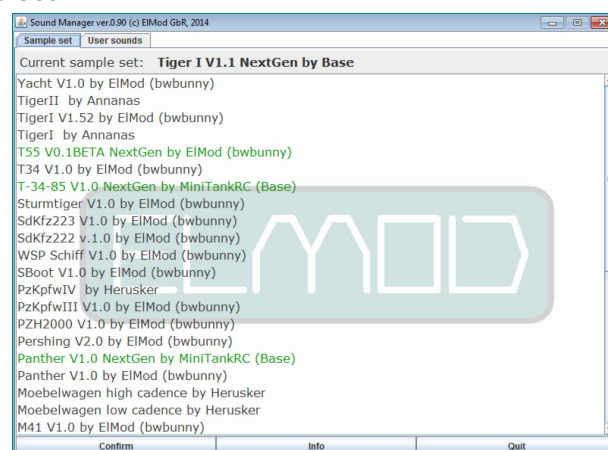 Sound Manager ver.0.90 (c) ElMod GbR, 2014
Sample set User sounds
Current sample set: Tiger I V1.1 NextGen by Base
Yacht V1.0 by ElMod (bwbunny)
TigerII  by Annanas
TigerI V1.52 by ElMod (bwbunny)
TigerI  by Annanas
T55 V0.1BETA NextGen by ElMod (bwbunny)
T34 V1.0 by ElMod (bwbunny)
T-34-85 V1.0 NextGen by MiniTankRC (Base)
Sturmtiger V1.0 by ElMod (bwbunny)
SdKfz223 V1.0 by ElMod (bwbunny)
SdKfz222 v.1.0 by ElMod (bwbunny)
WSP Schiff V1.0 by ElMod (bwbunny)
SBoot V1.0 by ElMod (bwbunny)
PzKpfwIV  by Herusker
PzKpfwIII V1.0 by ElMod (bwbunny)
PZH2000 V1.0 by ElMod (bwbunny)
Pershing V2.0 by ElMod (bwbunny)
Panther V1.0 NextGen by MiniTankRC (Base)
Panther V1.0 by ElMod (bwbunny)
Moebelwagen high cadence by Herusker
Moebelwagen low cadence by Herusker
M41 V1.0 by ElMod (bwbunny)
ELMOD
Confirm Info Quit